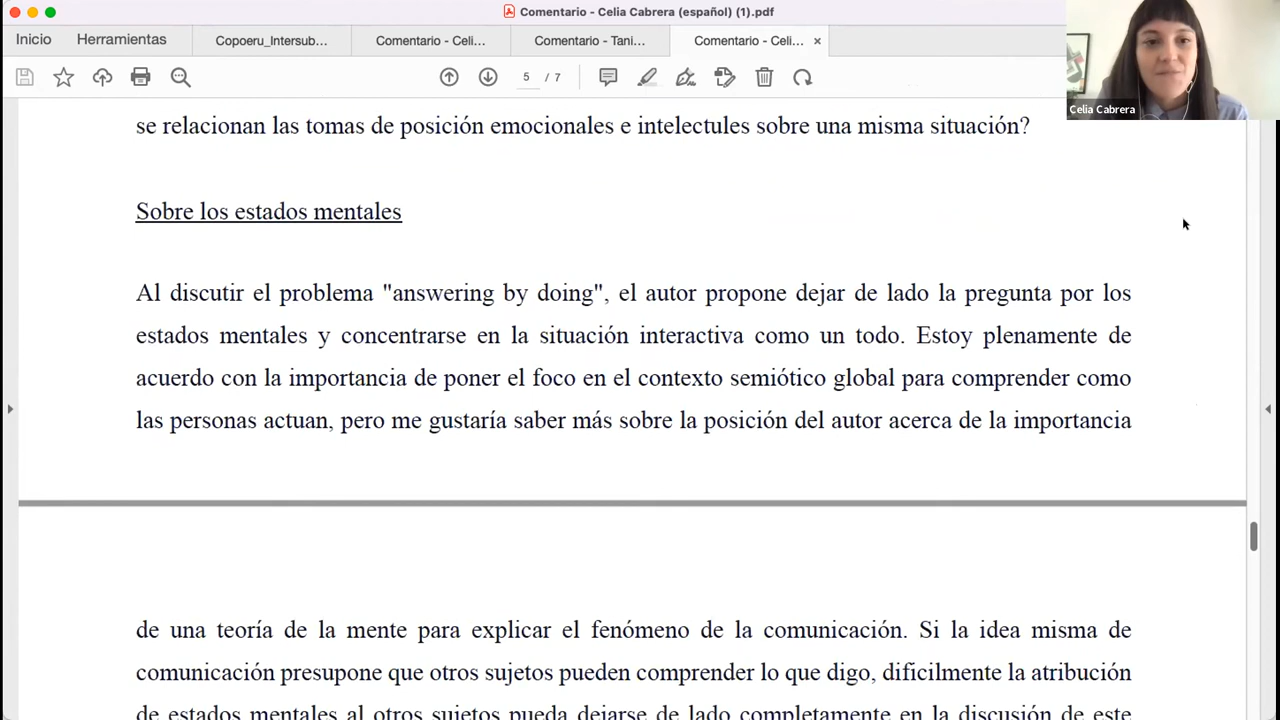 Comentario - Celia Cabrera (español) (1).pdf
Inicio
Herramientas
Copoeru_Intersub...
Comentario - Celi...
Comentario - Tani...
Comentario - Celi...
5 / 7
Celia Cabrera
se relacionan las tomas de posición emocionales e intelectules sobre una misma situación?
Sobre los estados mentales
Al discutir el problema "answering by doing", el autor propone dejar de lado la pregunta por los
estados mentales y concentrarse en la situación interactiva como un todo. Estoy plenamente de
acuerdo con la importancia de poner el foco en el contexto semiótico global para comprender como
las personas actuan, pero me gustaría saber más sobre la posición del autor acerca de la importancia
de una teoría de la mente para explicar el fenómeno de la comunicación. Si la idea misma de
comunicación presupone que otros sujetos pueden comprender lo que digo, dificilmente la atribución
de estados mentales al otros sujetos pueda dejarse de lado completamente en la discusión de este